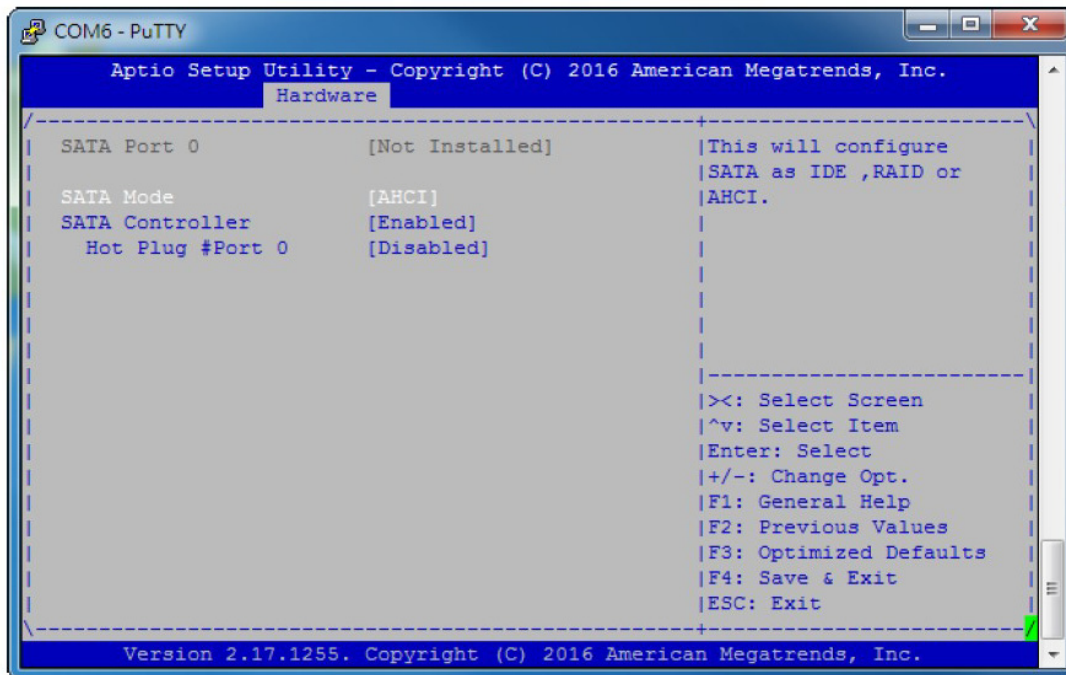 COM6 - PuTTY
Aptio Setup Utility - Copyright (C) 2016 American Megatrends, Inc.
Hardware
SATA Port 0 [Not Installed]
SATA Mode [AHCI]
SATA Controller [Enabled]
Hot Plug #Port 0 [Disabled]
This will configure
SATA as IDE ,RAID or
AHCI.
><: Select Screen
^v: Select Item
Enter: Select
+/-: Change Opt.
F1: General Help
F2: Previous Values
F3: Optimized Defaults
F4: Save & Exit
ESC: Exit
Version 2.17.1255. Copyright (C) 2016 American Megatrends, Inc.